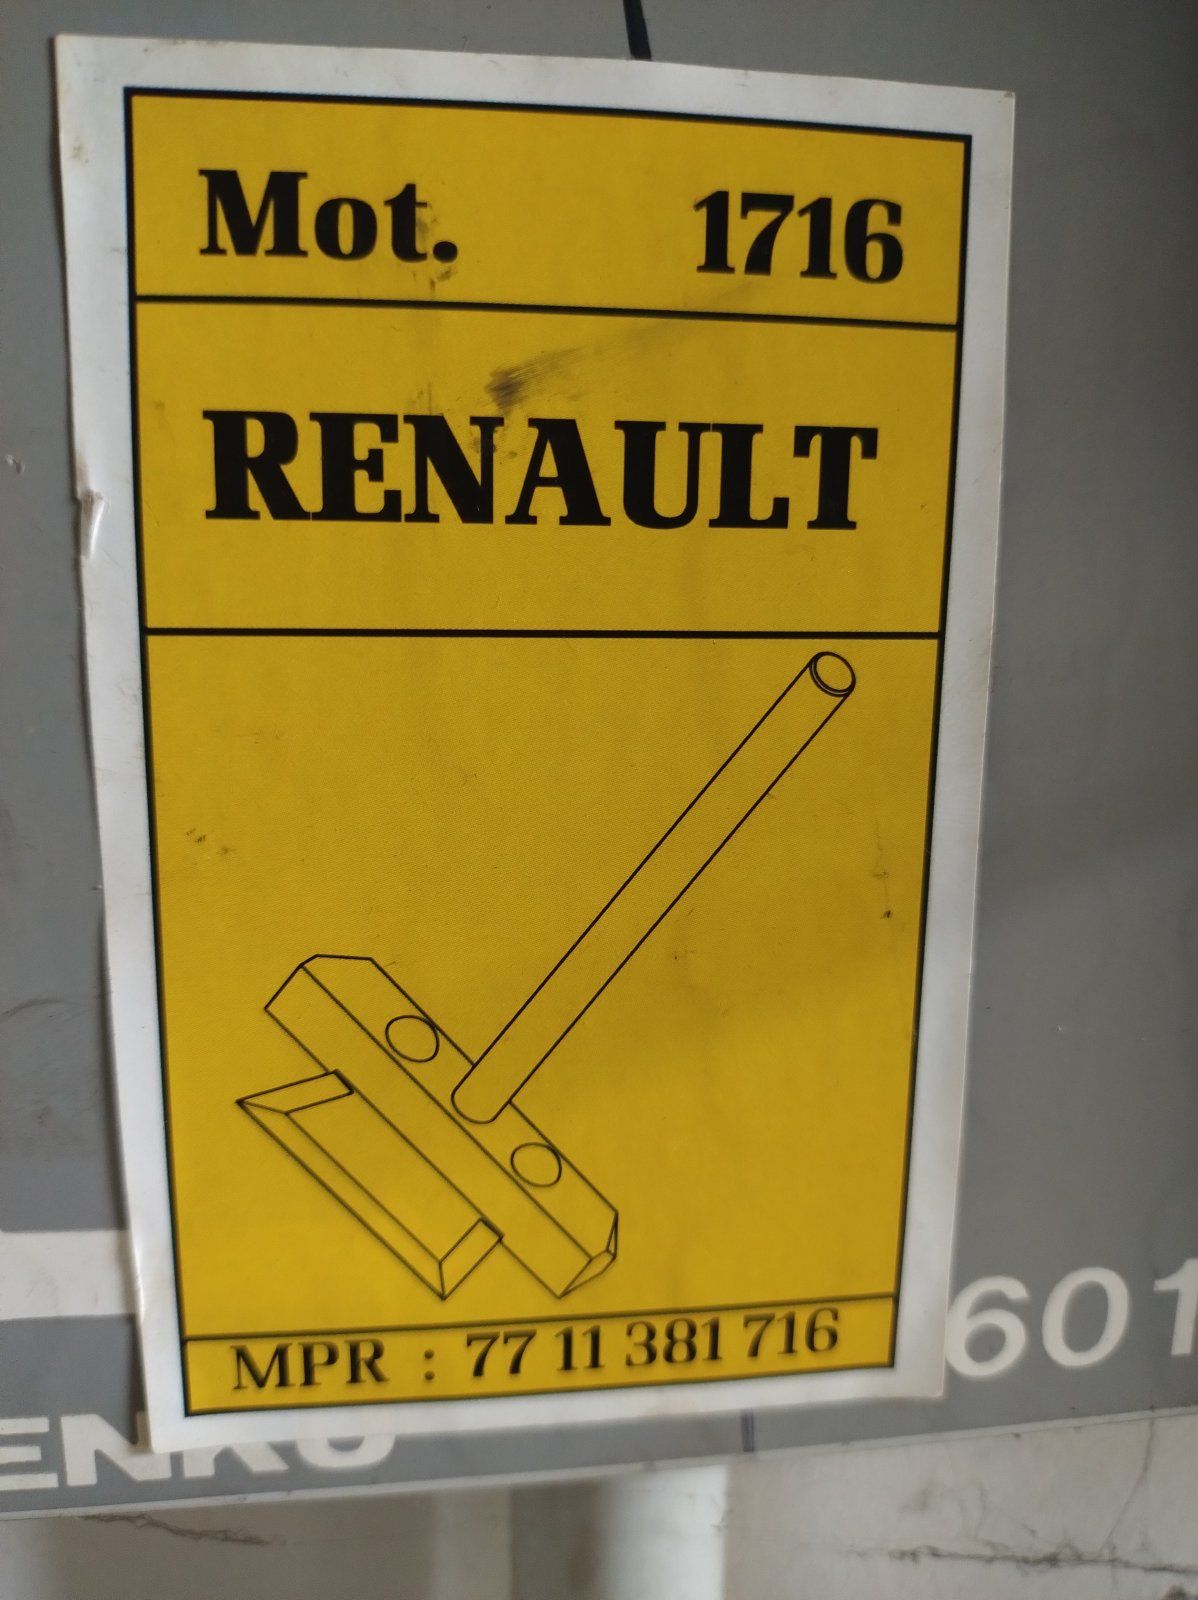 Mot. 1716
RENAULT
MPR : 77 11 381 716
601